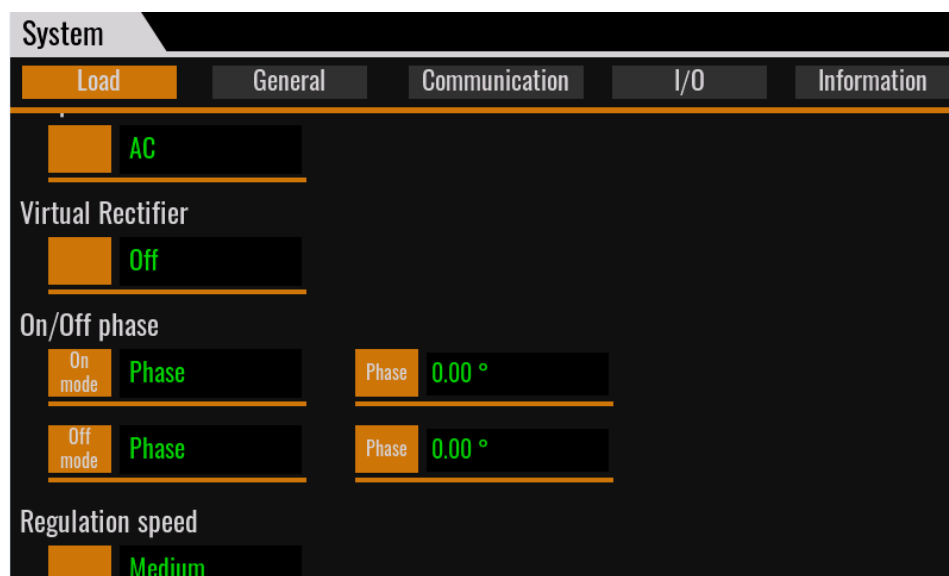 System
Load General Communication I/O Information
AC
Virtual Rectifier
Off
On/Off phase
On mode Phase Phase 0.00 °
Off mode Phase Phase 0.00 °
Regulation speed
Medium